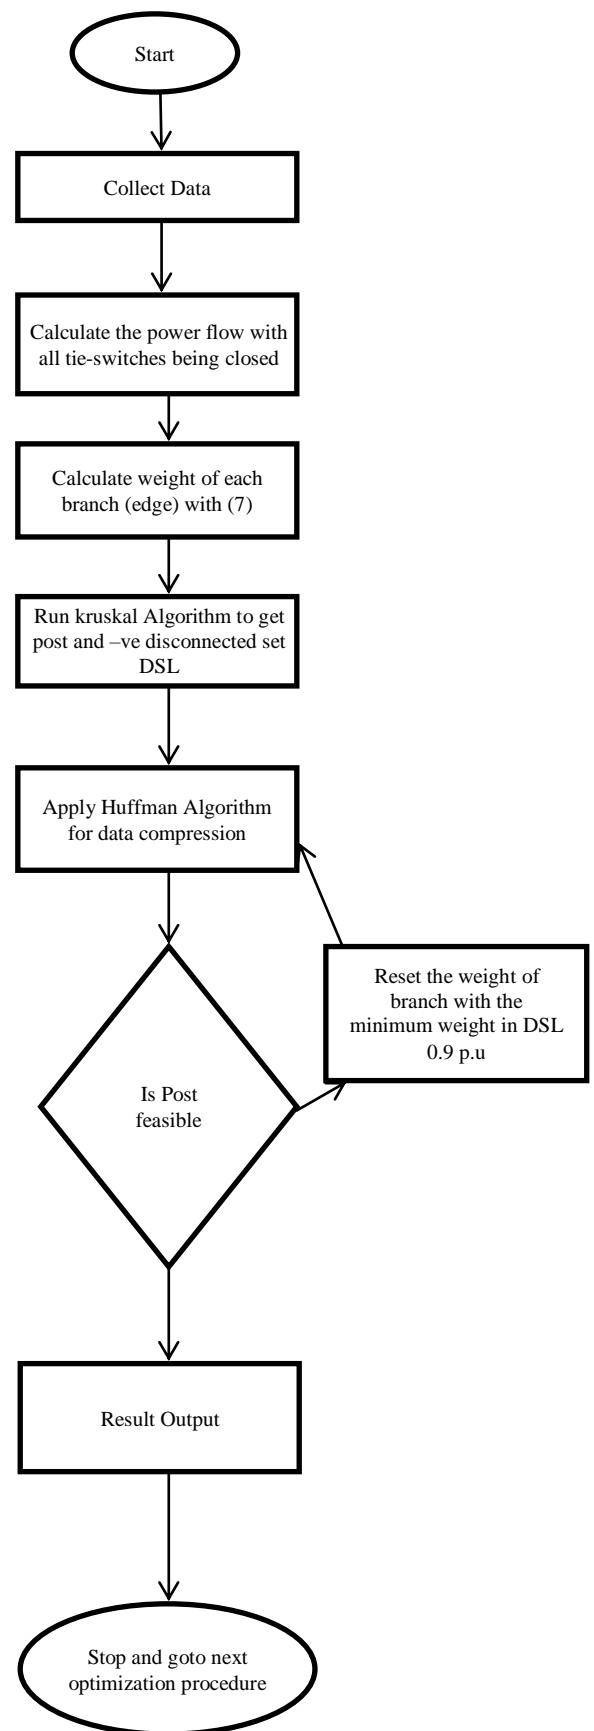 Start
Collect Data
Calculate the power flow with
all tie-switches being closed
Calculate weight of each
branch (edge) with (7)
Run kruskal Algorithm to get
post and –ve disconnected set
DSL
Apply Huffman Algorithm
for data compression
Reset the weight of
branch with the
minimum weight in DSL
0.9 p.u
Is Post
feasible
Result Output
Stop and goto next
optimization procedure